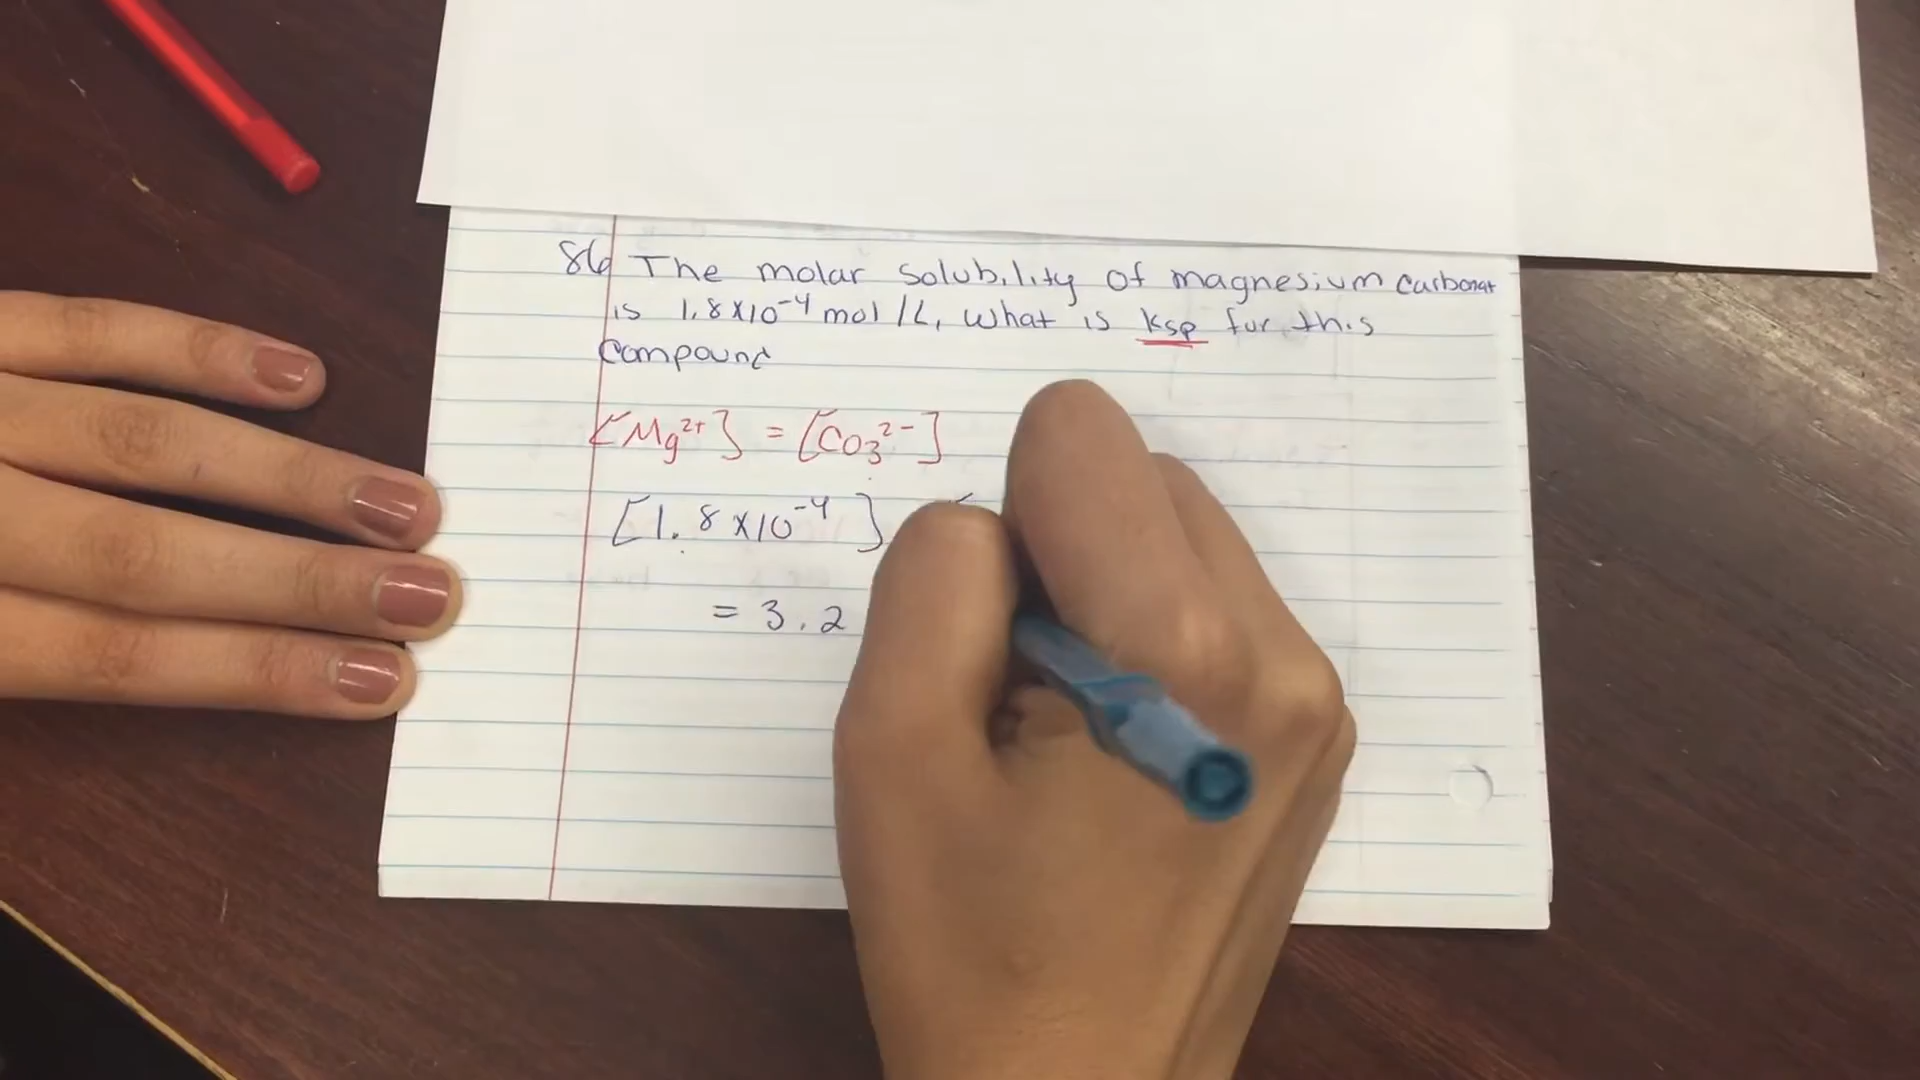 86 The molar solubility of magnesium carbonat
is 1.8x10⁻⁴ mol/L, What is ksp for this
Compound
[Mg²⁺] = [CO₃²⁻]
[1.8x10⁻⁴] [
= 3.2